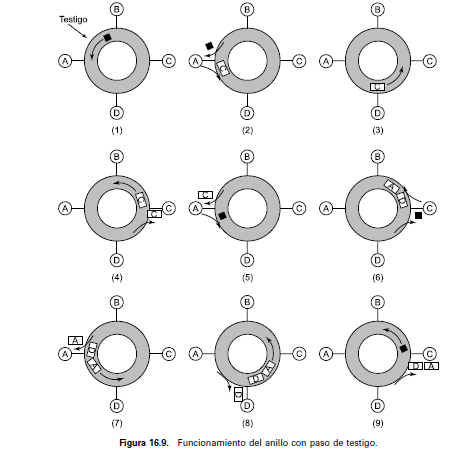 B B B
Testigo
A C A C C A C
C
D D D
(1) (2) (3)
B B B
C C A D
A C A C A C
C
D D D
(4) (5) (6)
B B B
A
A D C A C A C
A D A D A
D
D D D
(7) (8) (9)
Figura 16.9. Funcionamiento del anillo con paso de testigo.